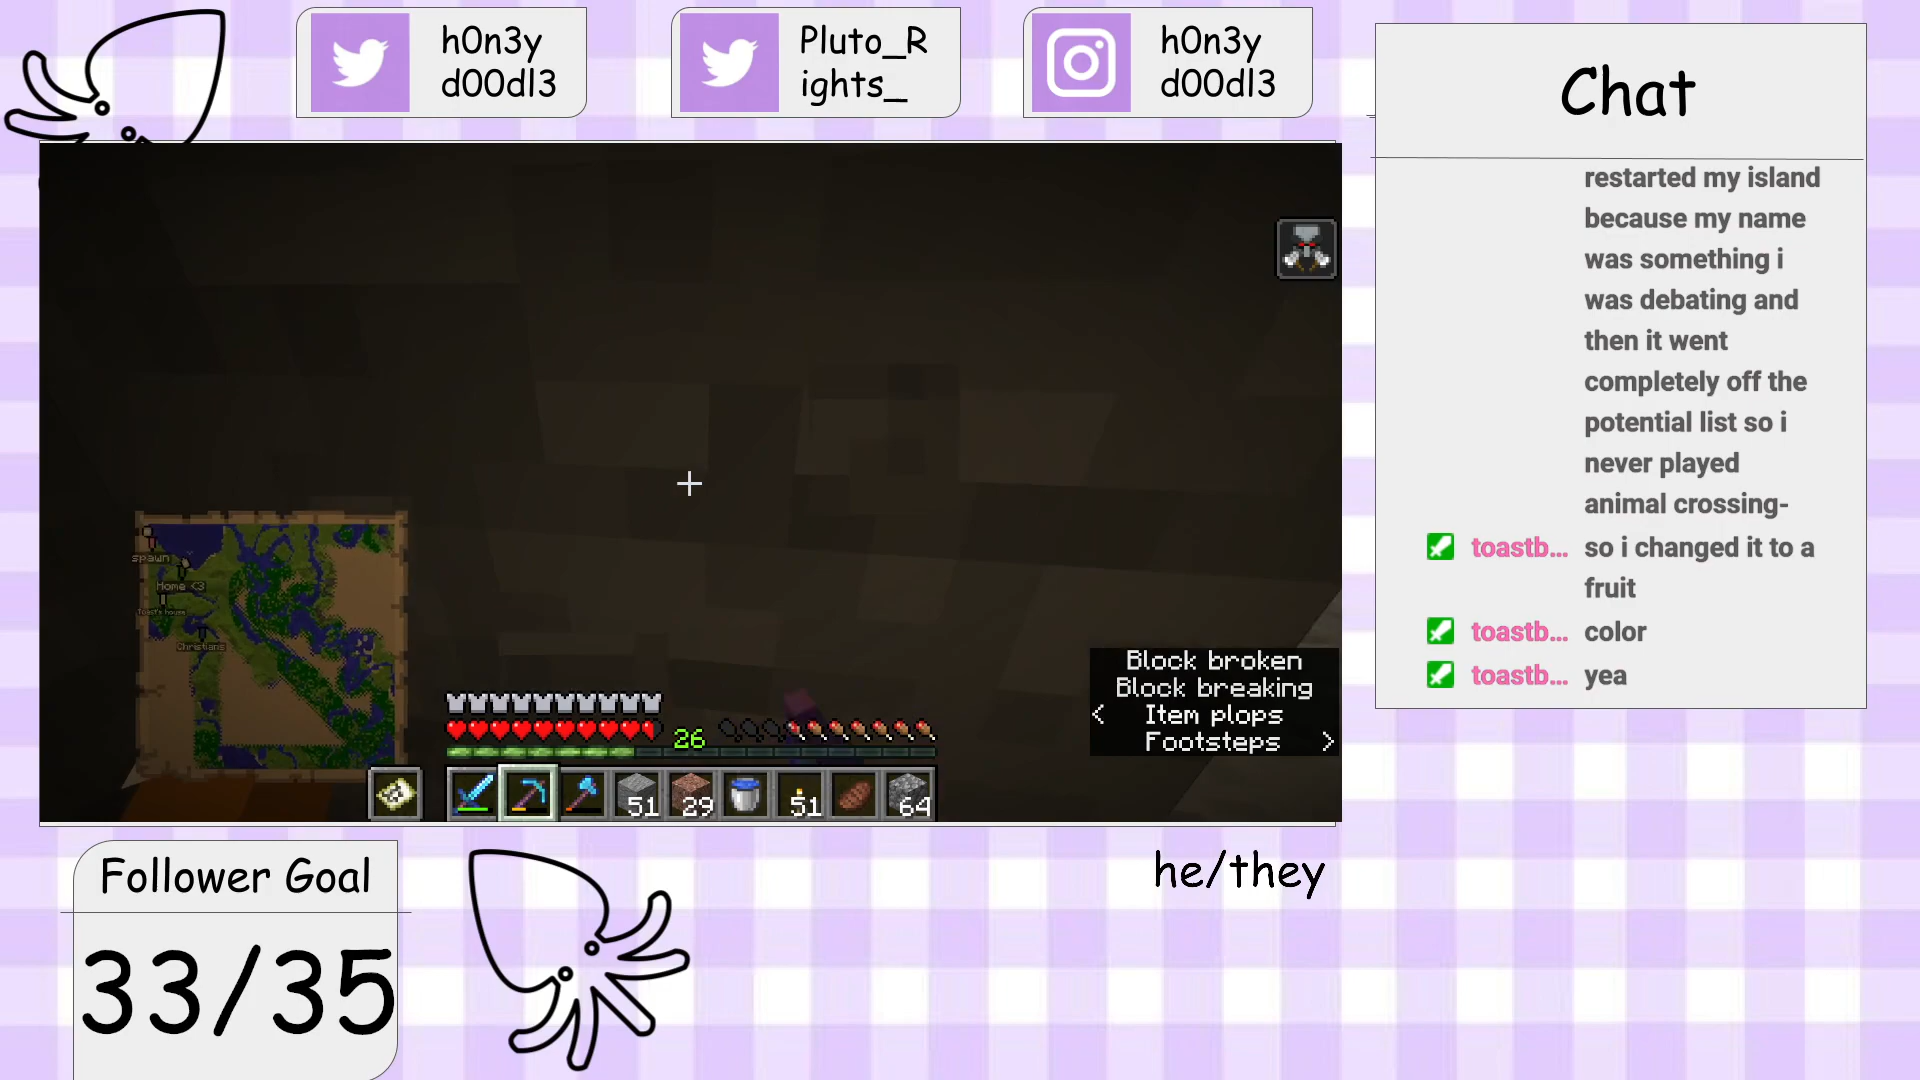 h0n3y
d00dl3
Pluto_R
ights_
h0n3y
d00dl3
Chat
restarted my island
because my name
was something i
was debating and
then it went
completely off the
potential list so i
never played
animal crossing-
toastb... so i changed it to a
fruit
toastb... color
toastb... yea
spawn
Home <3
Toast's house
Christians
Block broken
Block breaking
< Item plops
Footsteps >
26
51
29
51
64
Follower Goal
33/35
he/they